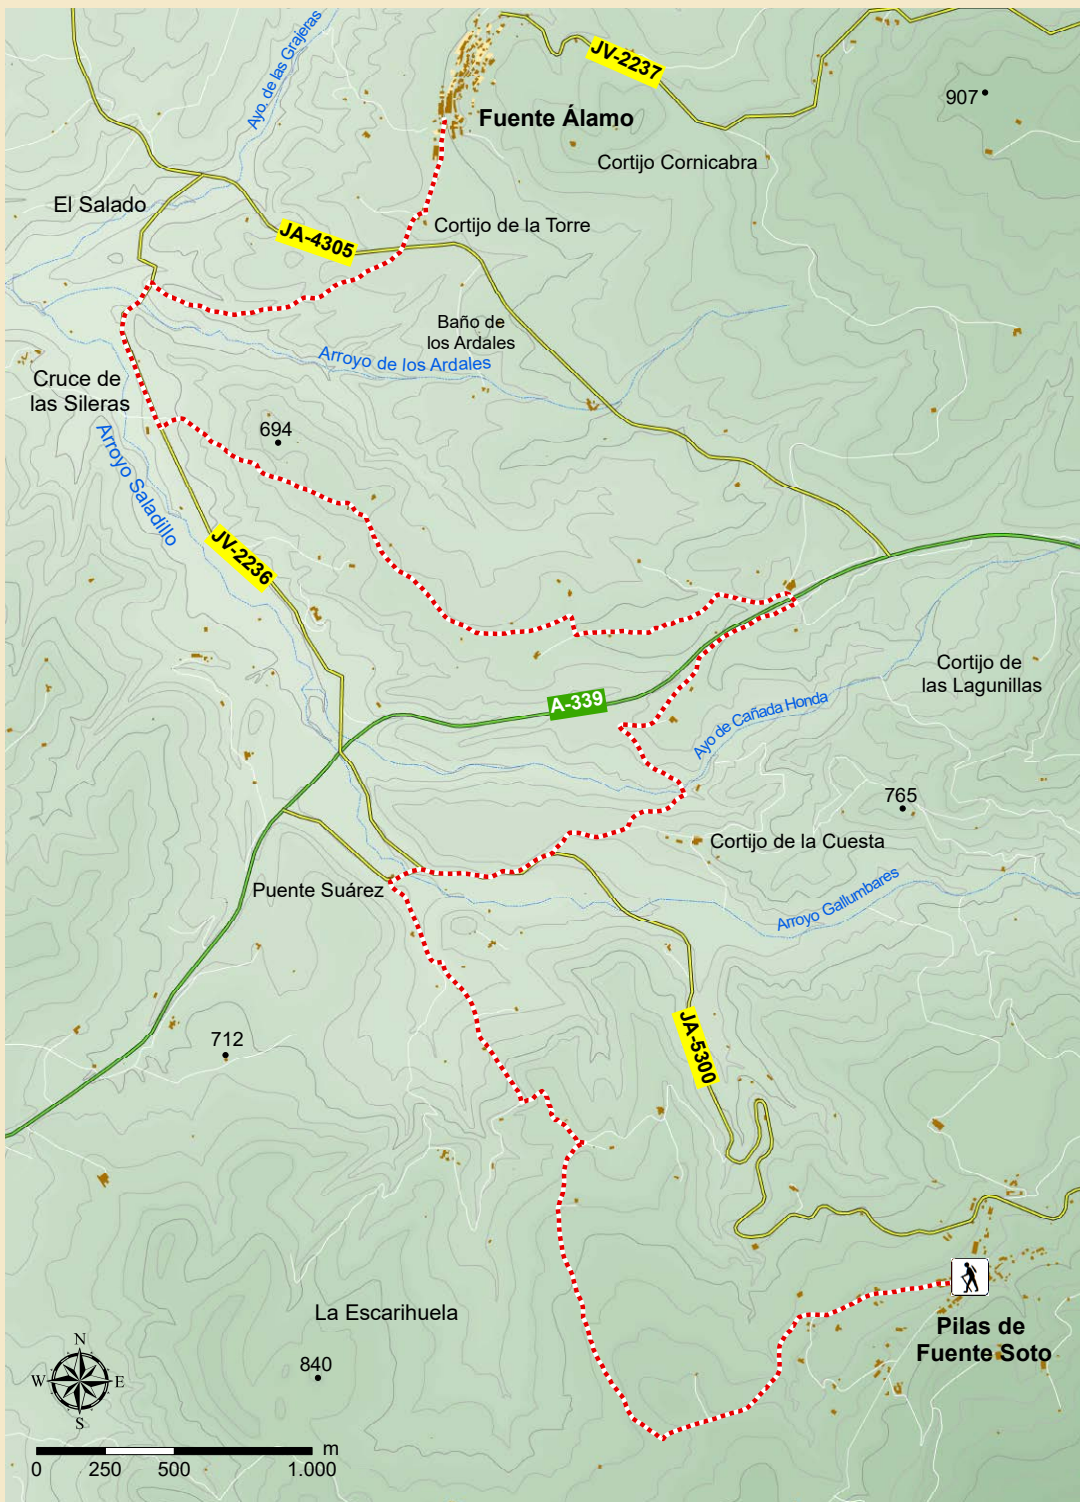 Ayo. de las Grajeras
JV-2237
907
Fuente Álamo
Cortijo Cornicabra
El Salado
Cortijo de la Torre
JA-4305
Baño de
los Ardales
Arroyo de los Ardales
Cruce de
las Sileras
694
Arroyo Saladillo
JV-2236
Cortijo de
las Lagunillas
A-339
Ayo de Cañada Honda
765
Cortijo de la Cuesta
Puente Suárez
Arroyo Gallumbares
712
JA-5300
La Escarihuela
Pilas de
Fuente Soto
N
W E
S
840
m
0 250 500 1.000